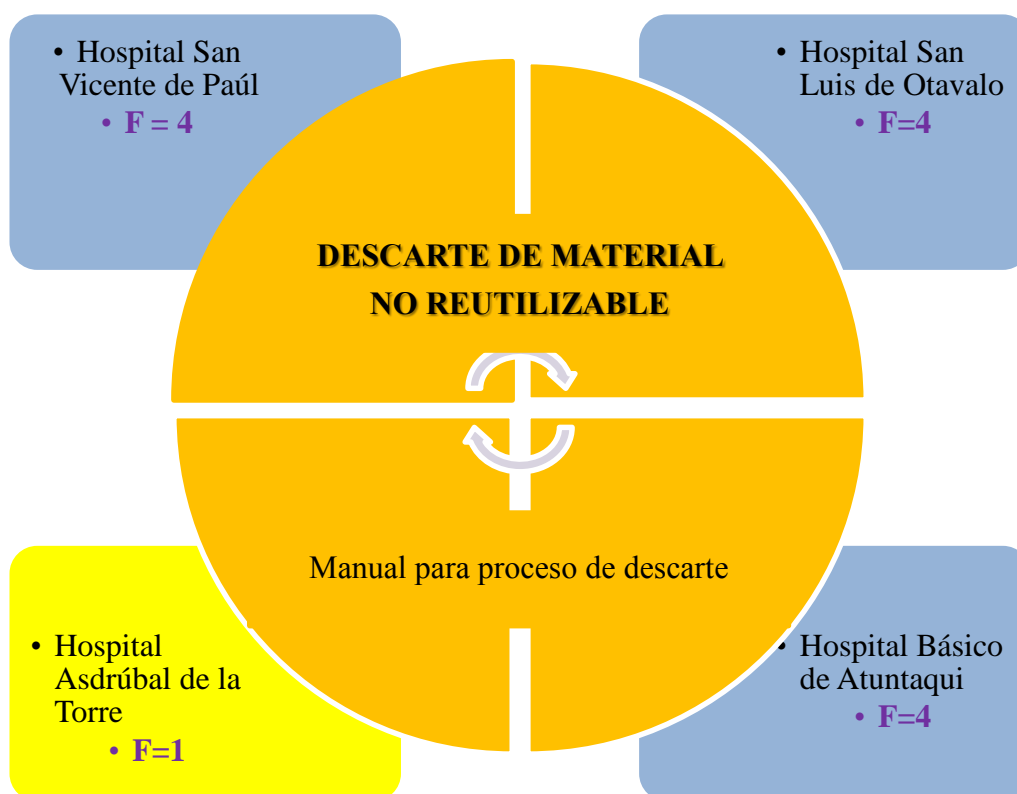 • Hospital San
Vicente de Paúl
• F = 4
• Hospital San
Luis de Otavalo
• F=4
DESCARTE DE MATERIAL
NO REUTILIZABLE
Manual para proceso de descarte
• Hospital
Asdrúbal de la
Torre
• F=1
• Hospital Básico
de Atuntaqui
• F=4